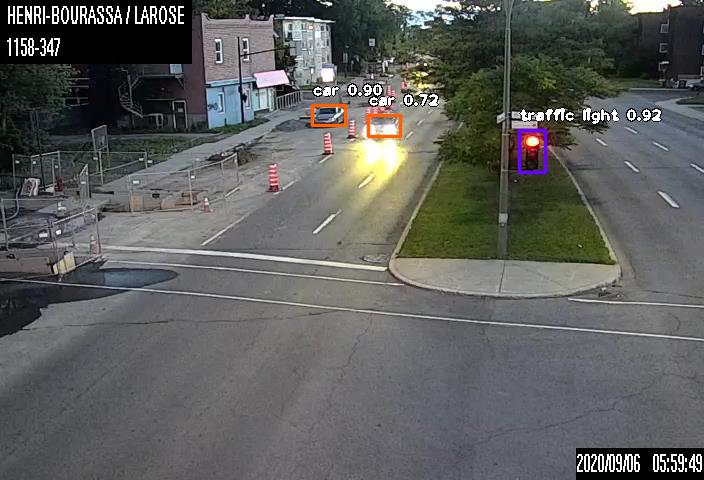 HENRI-BOURASSA / LAROSE
1158-347
car 0.90
car 0.72
traffic light 0.92
2020/09/06 05:59:49